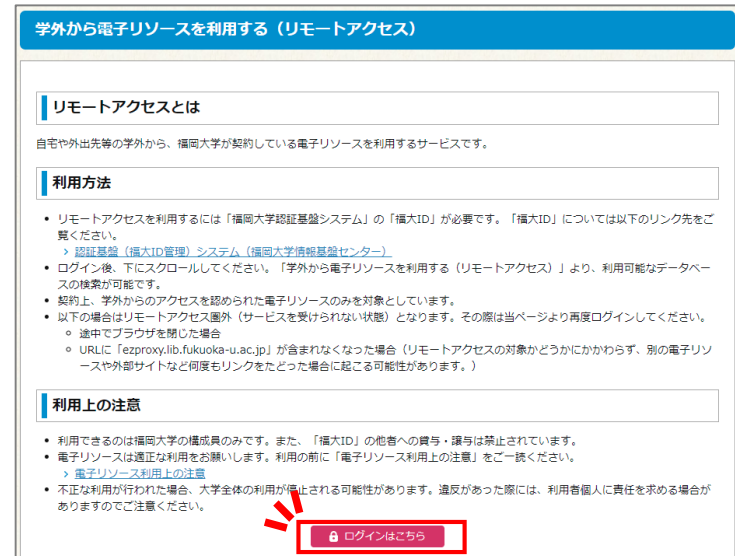 学外から電子リソースを利用する（リモートアクセス）
リモートアクセスとは
自宅や外出先等の学外から、福岡大学が契約している電子リソースを利用するサービスです。
利用方法
• リモートアクセスを利用するには「福岡大学認証基盤システム」の「福大ID」が必要です。「福大ID」については以下のリンク先をご
覧ください。
› 認証基盤（福大ID管理）システム（福岡大学情報基盤センター）
• ログイン後、下にスクロールしてください。「学外から電子リソースを利用する（リモートアクセス）」より、利用可能なデータベー
スの検索が可能です。
• 契約上、学外からのアクセスを認められた電子リソースのみを対象としています。
• 以下の場合はリモートアクセス圏外（サービスを受けられない状態）となります。その際は当ページより再度ログインしてください。
◦ 途中でブラウザを閉じた場合
◦ URLに「ezproxy.lib.fukuoka-u.ac.jp」が含まれなくなった場合（リモートアクセスの対象かどうかにかかわらず、別の電子リソ
ースや外部サイトなど何度もリンクをたどった場合に起こる可能性があります。）
利用上の注意
• 利用できるのは福岡大学の構成員のみです。また、「福大ID」の他者への貸与・譲与は禁止されています。
• 電子リソースは適正な利用をお願いします。利用の前に「電子リソース利用上の注意」をご一読ください。
› 電子リソース利用上の注意
• 不正な利用が行われた場合、大学全体の利用が停止される可能性があります。違反があった際には、利用者個人に責任を求める場合が
ありますのでご注意ください。
ログインはこちら